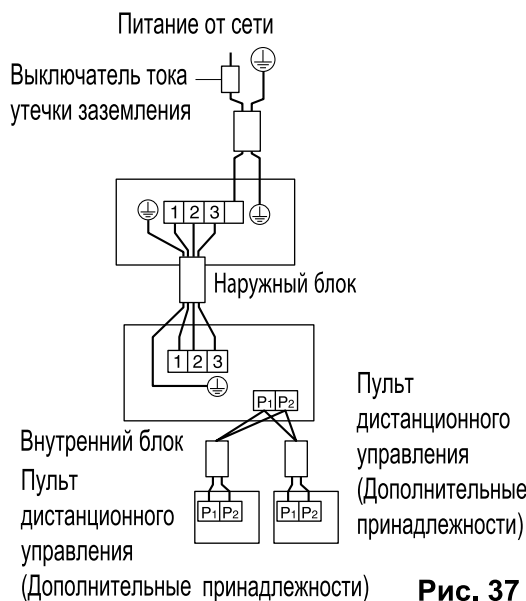 Питание от сети
Выключатель тока
утечки заземления
1 2 3
Наружный блок
1 2 3
P1 P2
Внутренний блок
Пульт
дистанционного
управления
(Дополнительные принадлежности)
P1 P2
P1 P2
Пульт
дистанционного
управления
(Дополнительные
принадлежности)
Рис. 37